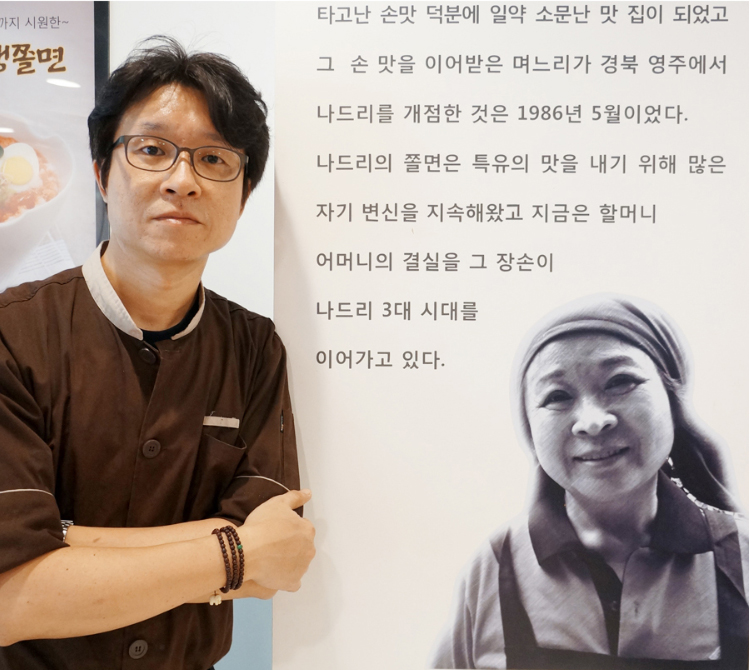 까지 시원한~
쫄면
타고난 손맛 덕분에 일약 소문난 맛 집이 되었고
그 손 맛을 이어받은 며느리가 경북 영주에서
나드리를 개점한 것은 1986년 5월이었다.
나드리의 쫄면은 특유의 맛을 내기 위해 많은
자기 변신을 지속해왔고 지금은 할머니
어머니의 결실을 그 장손이
나드리 3대 시대를
이어가고 있다.